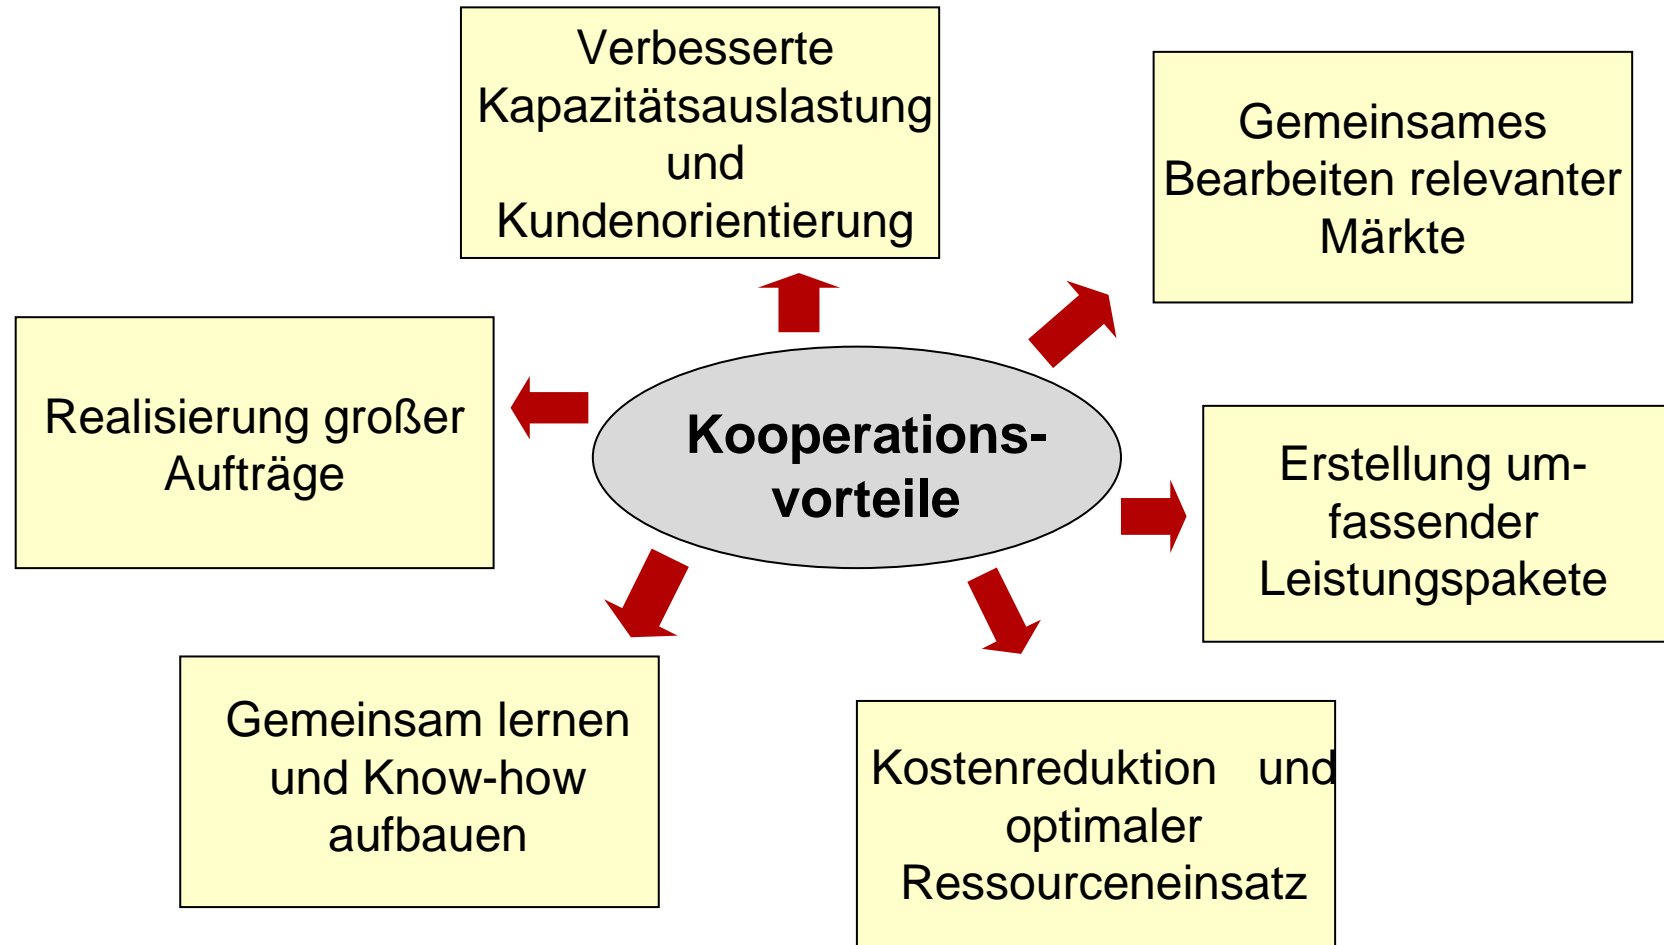 Verbesserte
Kapazitätsauslastung
und
Kundenorientierung
Gemeinsames
Bearbeiten relevanter
Märkte
Realisierung großer
Aufträge
Kooperations-
vorteile
Erstellung um-
fassender
Leistungspakete
Gemeinsam lernen
und Know-how
aufbauen
Kostenreduktion und
optimaler
Ressourceneinsatz